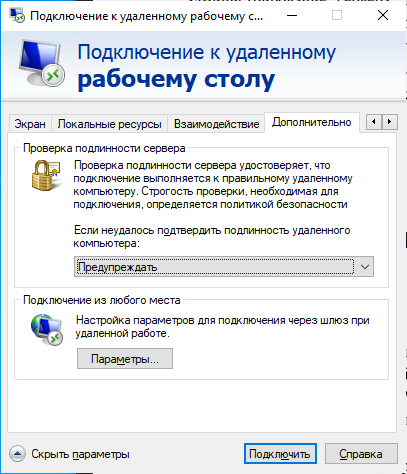 Подключение к удаленному рабочему с...
Подключение к удаленному
рабочему столу
Экран Локальные ресурсы Взаимодействие Дополнительно
Проверка подлинности сервера
Проверка подлинности сервера удостоверяет, что
подключение выполняется к правильному удаленному
компьютеру. Строгость проверки, необходимая для
подключения, определяется политикой безопасности
Если неудалось подтвердить подлинность удаленного
компьютера:
Предупреждать
Подключение из любого места
Настройка параметров для подключения через шлюз при
удаленной работе.
Параметры...
Скрыть параметры Подключить Справка